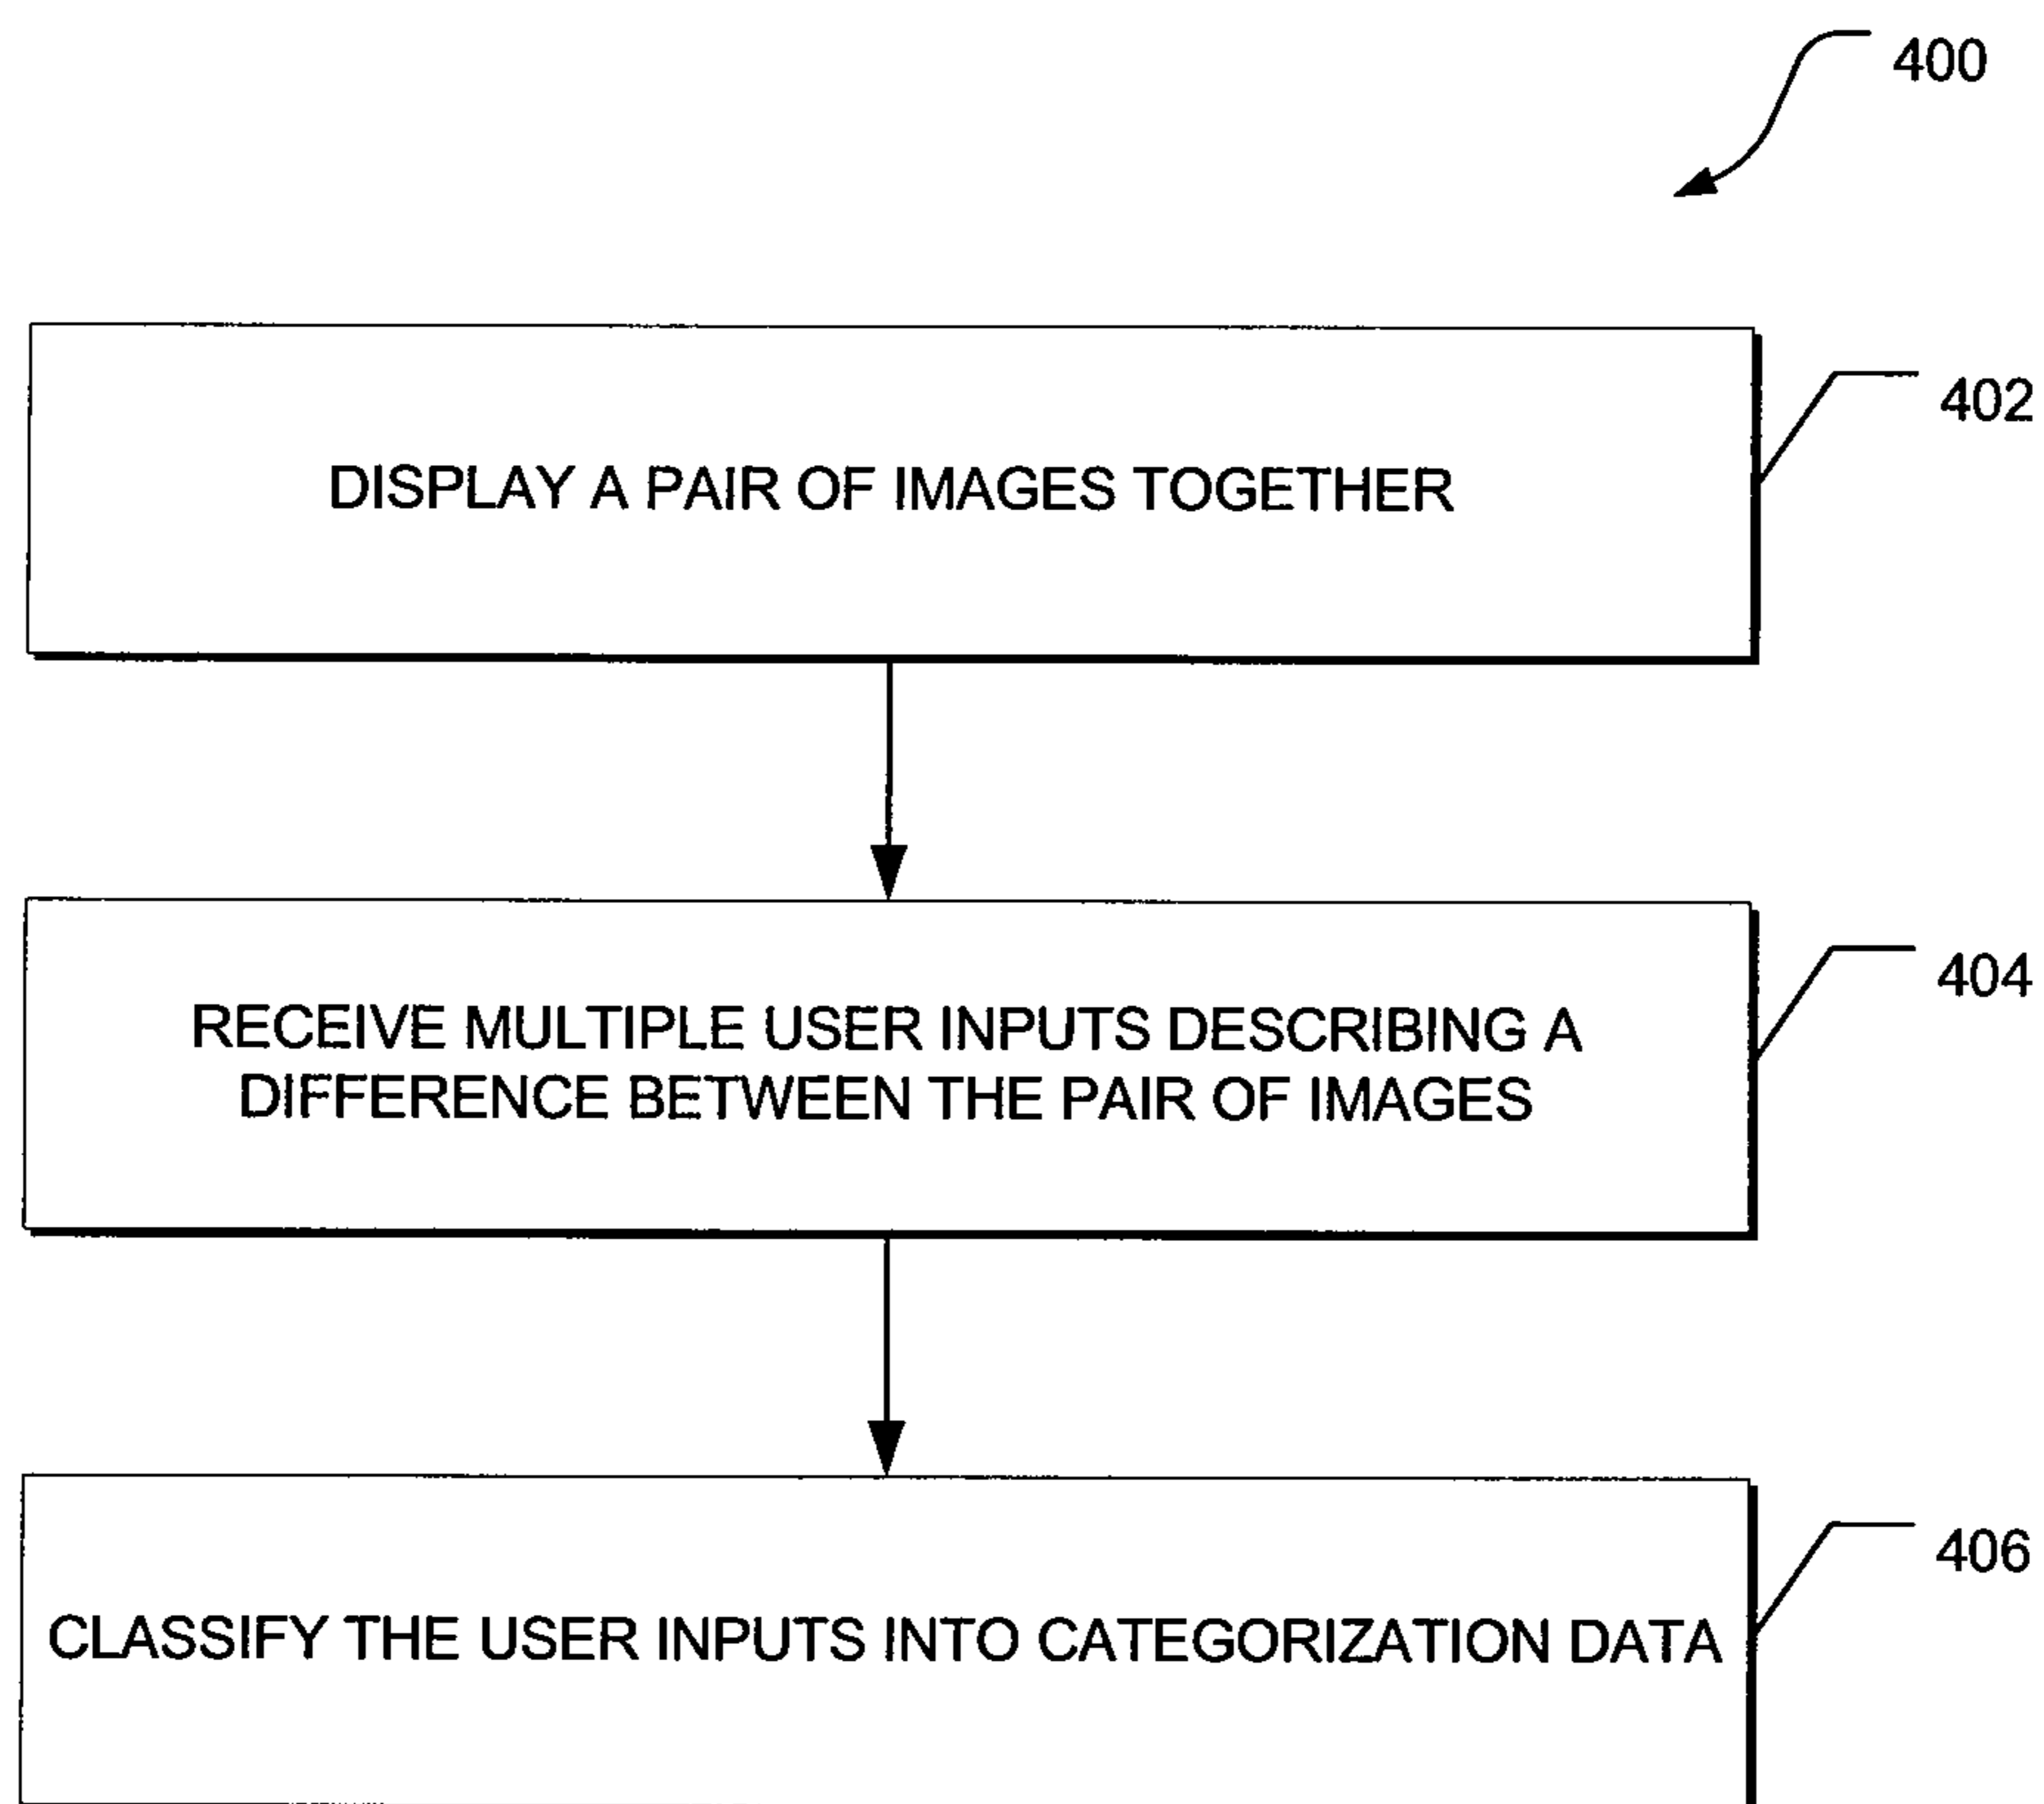 400
402
DISPLAY A PAIR OF IMAGES TOGETHER
404
RECEIVE MULTIPLE USER INPUTS DESCRIBING A
DIFFERENCE BETWEEN THE PAIR OF IMAGES
406
CLASSIFY THE USER INPUTS INTO CATEGORIZATION DATA